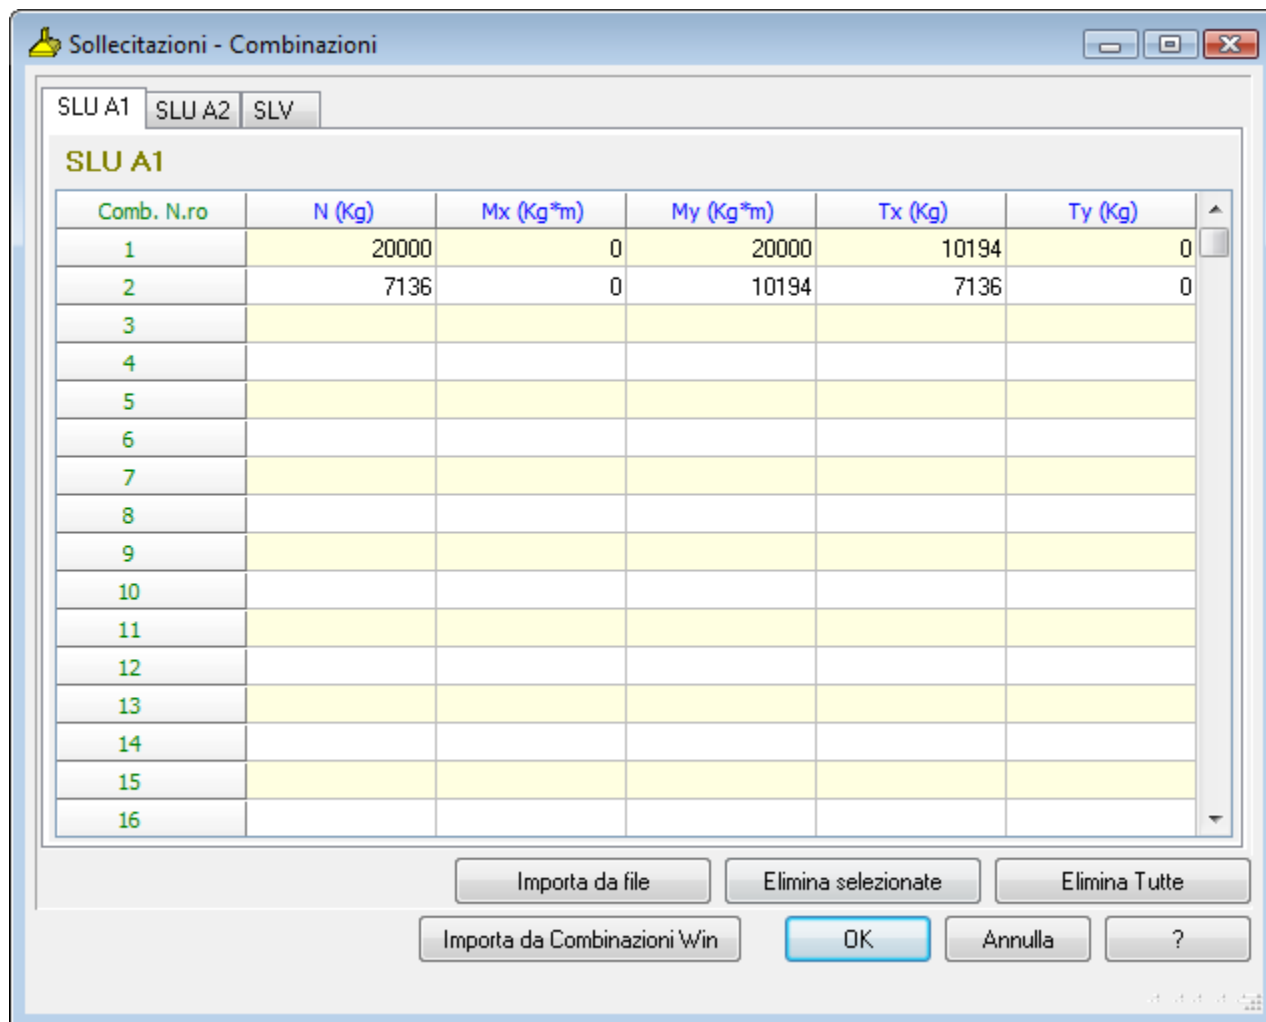 Sollecitazioni - Combinazioni
SLU A1 SLU A2 SLV
SLU A1
Comb. N.ro N (Kg) Mx (Kg*m) My (Kg*m) Tx (Kg) Ty (Kg)
1 20000 0 20000 10194 0
2 7136 0 10194 7136 0
3
4
5
6
7
8
9
10
11
12
13
14
15
16
Importa da file Elimina selezionate Elimina Tutte
Importa da Combinazioni Win OK Annulla ?